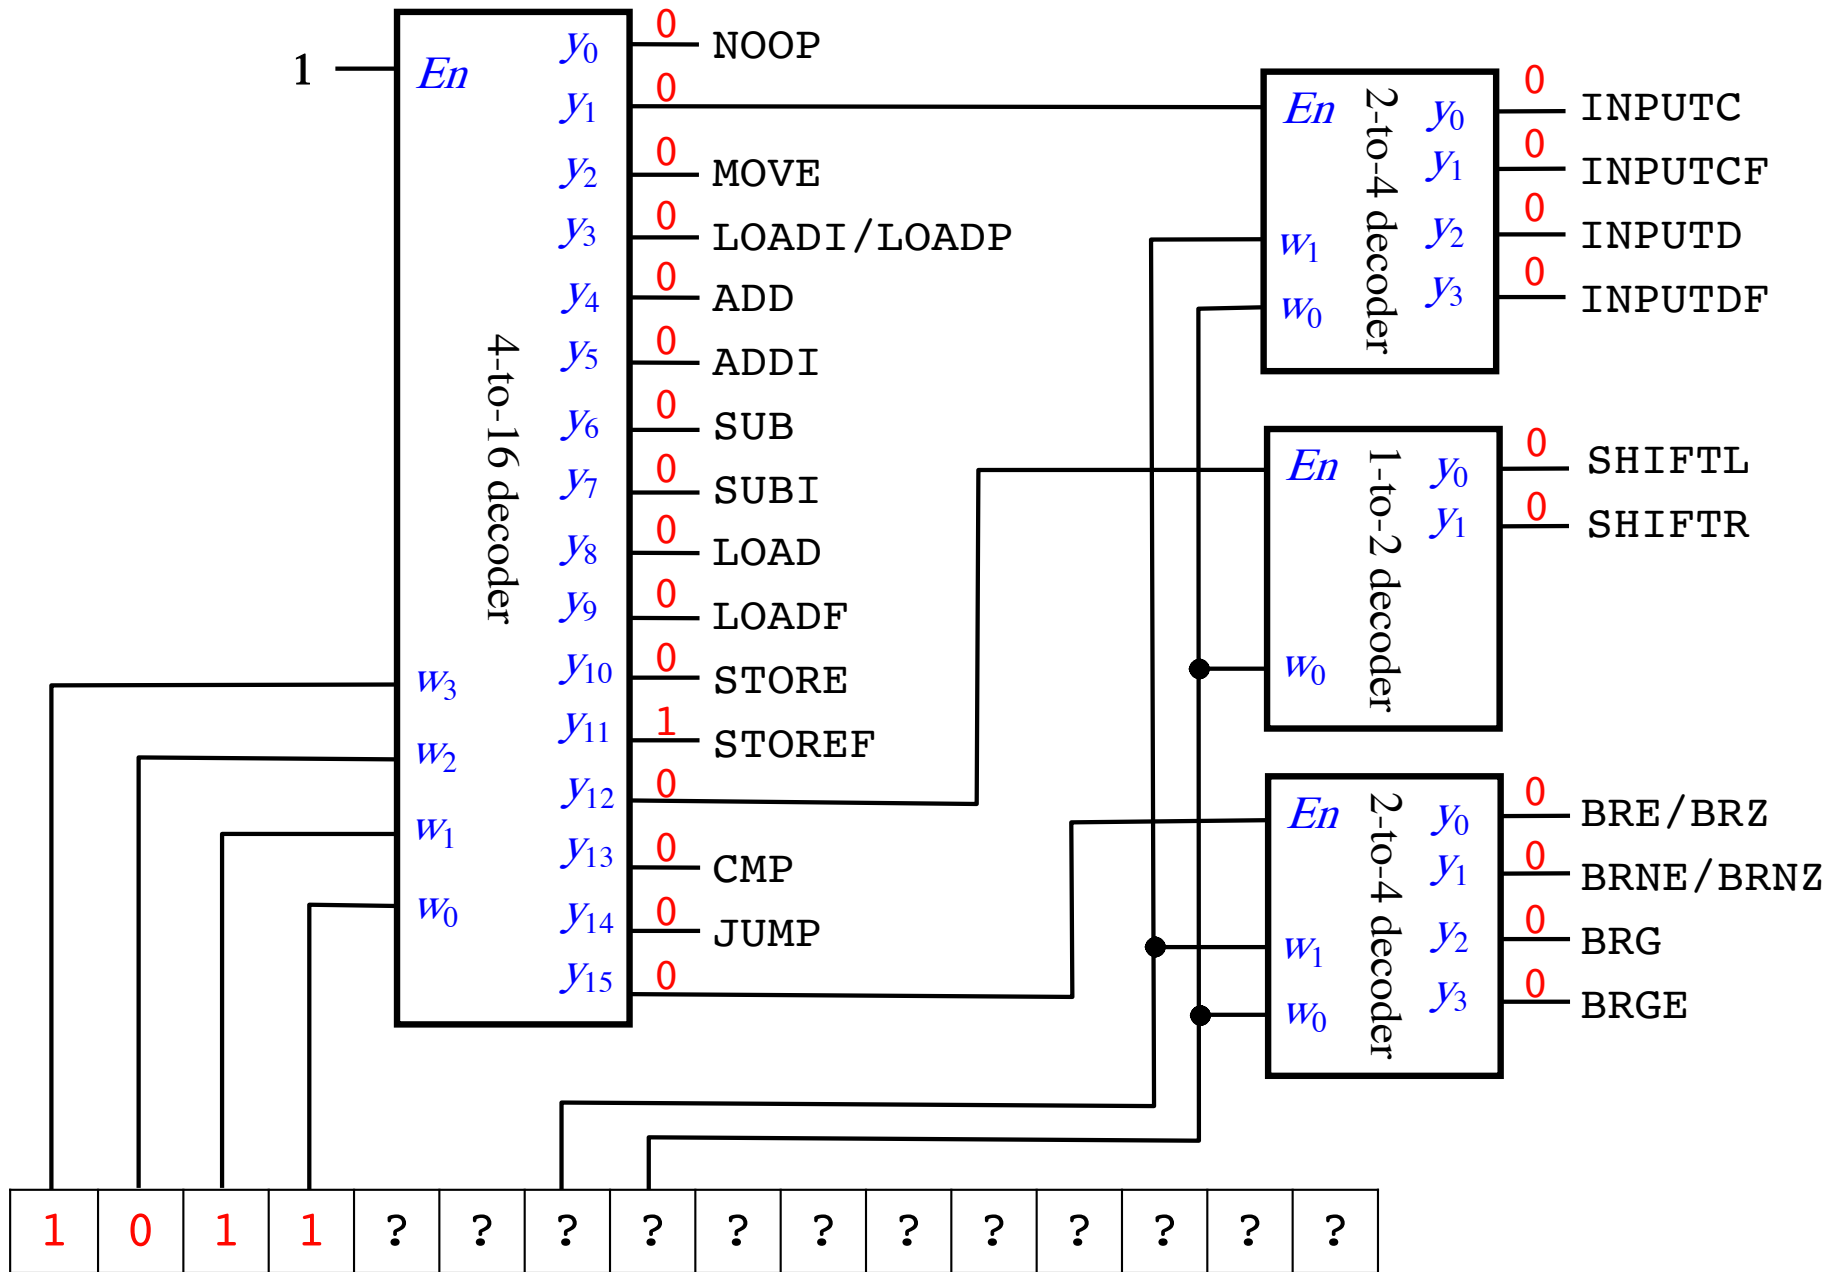 1
En
4-to-16 decoder
w3
w2
w1
w0
y0 0 NOOP
y1 0
y2 0 MOVE
y3 0 LOADI/LOADP
y4 0 ADD
y5 0 ADDI
y6 0 SUB
y7 0 SUBI
y8 0 LOAD
y9 0 LOADF
y10 0 STORE
y11 1 STOREF
y12 0
y13 0 CMP
y14 0 JUMP
y15 0
En
w1
w0
2-to-4 decoder
y0 0 INPUTC
y1 0 INPUTCF
y2 0 INPUTD
y3 0 INPUTDF
En
w0
1-to-2 decoder
y0 0 SHIFTL
y1 0 SHIFTR
En
w1
w0
2-to-4 decoder
y0 0 BRE/BRZ
y1 0 BRNE/BRNZ
y2 0 BRG
y3 0 BRGE
1 0 1 1 ? ? ? ? ? ? ? ? ? ? ? ?